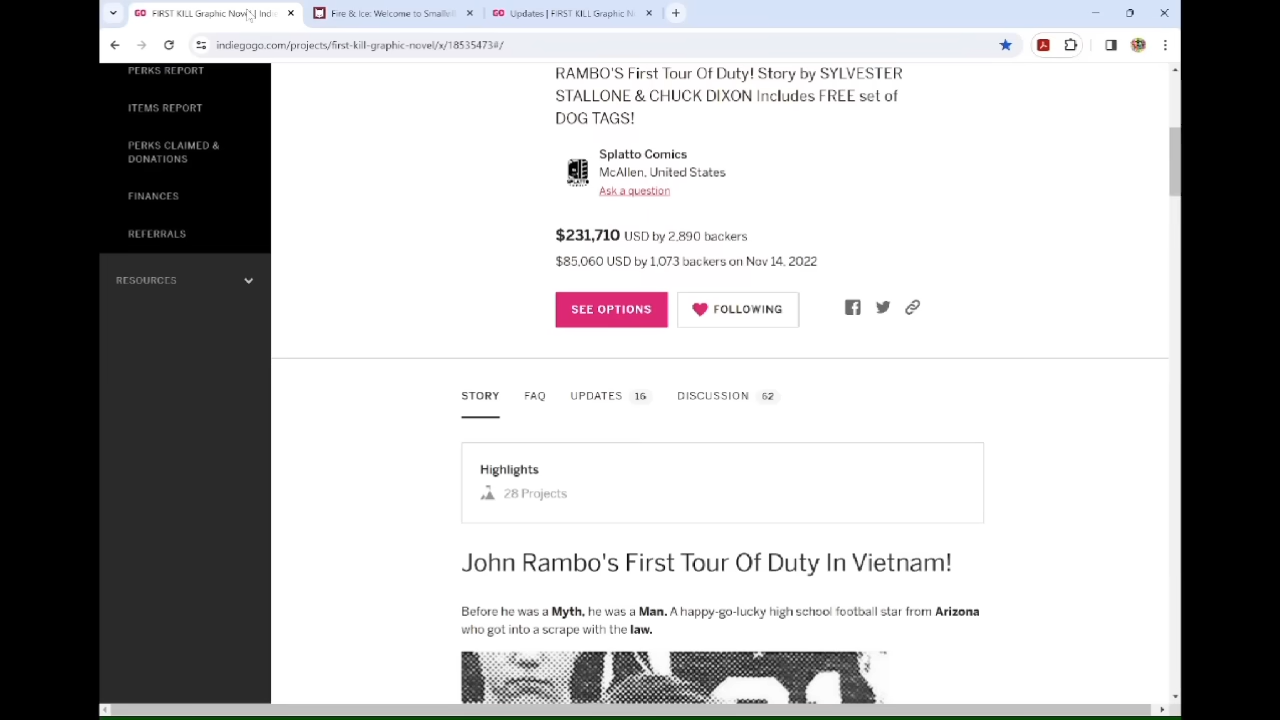 FIRST KILL Graphic Novel | Indie
Fire & Ice: Welcome to Smalle
Updates | FIRST KILL Graphic N
indiegogo.com/projects/first-kill-graphic-novel/x/18535473#/
PERKS REPORT
ITEMS REPORT
PERKS CLAIMED &
DONATIONS
FINANCES
REFERRALS
RESOURCES
RAMBO'S First Tour Of Duty! Story by SYLVESTER
STALLONE & CHUCK DIXON Includes FREE set of
DOG TAGS!
SPLATTO
Splatto Comics
McAllen, United States
Ask a question
$231,710 USD by 2,890 backers
$85,060 USD by 1,073 backers on Nov 14, 2022
SEE OPTIONS
FOLLOWING
STORY FAQ UPDATES 16 DISCUSSION 62
Highlights
28 Projects
John Rambo's First Tour Of Duty In Vietnam!
Before he was a Myth, he was a Man. A happy-go-lucky high school football star from Arizona
who got into a scrape with the law.